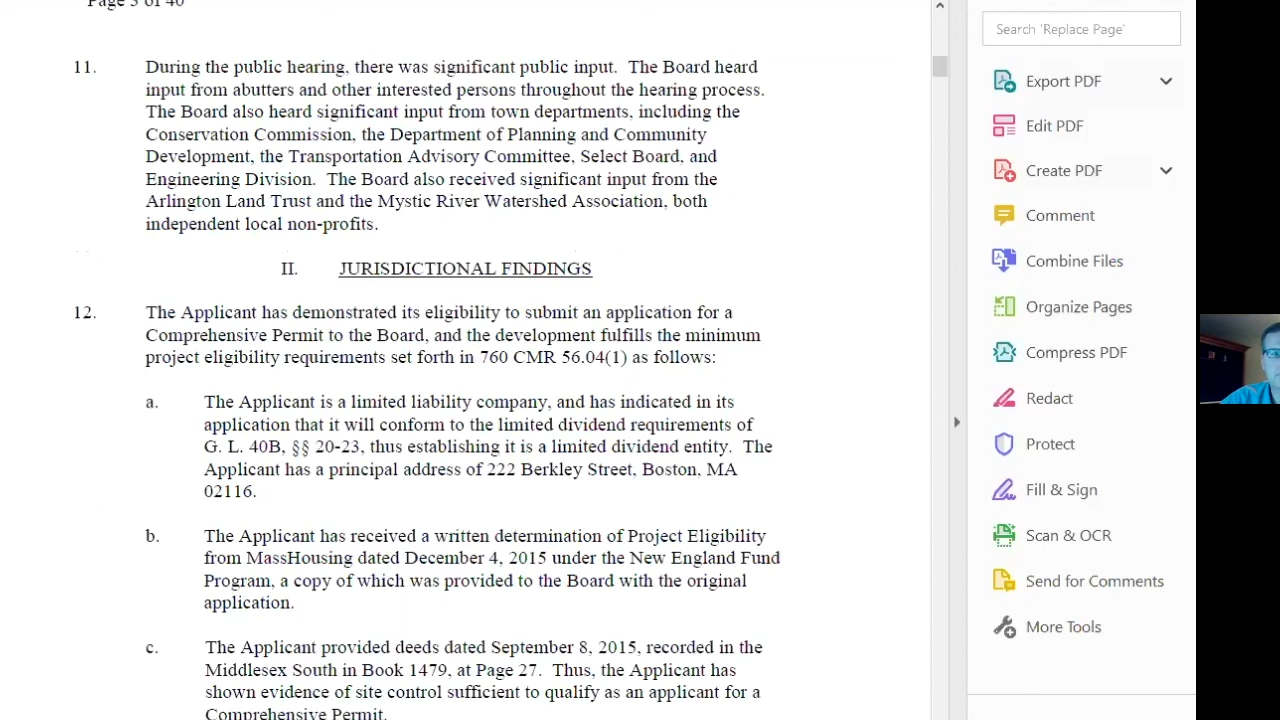 Page 3 of 40
11. During the public hearing, there was significant public input. The Board heard
input from abutters and other interested persons throughout the hearing process.
The Board also heard significant input from town departments, including the
Conservation Commission, the Department of Planning and Community
Development, the Transportation Advisory Committee, Select Board, and
Engineering Division. The Board also received significant input from the
Arlington Land Trust and the Mystic River Watershed Association, both
independent local non-profits.
II. JURISDICTIONAL FINDINGS
12. The Applicant has demonstrated its eligibility to submit an application for a
Comprehensive Permit to the Board, and the development fulfills the minimum
project eligibility requirements set forth in 760 CMR 56.04(1) as follows:
a. The Applicant is a limited liability company, and has indicated in its
application that it will conform to the limited dividend requirements of
G. L. 40B, §§ 20-23, thus establishing it is a limited dividend entity. The
Applicant has a principal address of 222 Berkley Street, Boston, MA
02116.
b. The Applicant has received a written determination of Project Eligibility
from MassHousing dated December 4, 2015 under the New England Fund
Program, a copy of which was provided to the Board with the original
application.
c. The Applicant provided deeds dated September 8, 2015, recorded in the
Middlesex South in Book 1479, at Page 27. Thus, the Applicant has
shown evidence of site control sufficient to qualify as an applicant for a
Comprehensive Permit.
Search 'Replace Page'
Export PDF
Edit PDF
Create PDF
Comment
Combine Files
Organize Pages
Compress PDF
Redact
Protect
Fill & Sign
Scan & OCR
Send for Comments
More Tools